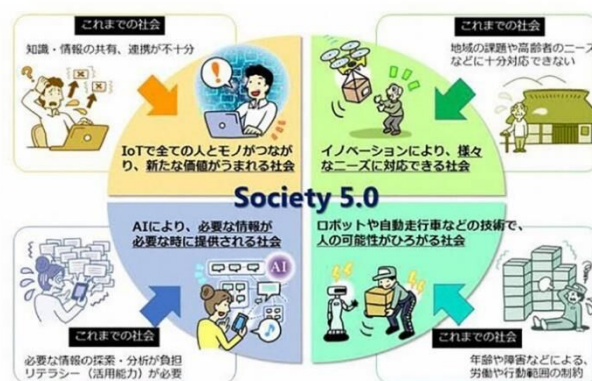 これまでの社会
知識・情報の共有、連携が不十分
IoTで全ての人とモノがつなが
り、新たな価値がうまれる社会
これまでの社会
地域の課題や高齢者のニーズ
などに十分対応できない
イノベーションにより、様々
なニーズに対応できる社会
Society 5.0
AIにより、必要な情報が
必要な時に提供される社会
AI
これまでの社会
必要な情報の探索・分析が負担
リテラシー（活用能力）が必要
ロボットや自動走行車などの技術で、
人の可能性がひろがる社会
これまでの社会
年齢や障害などによる、
労働や行動範囲の制約